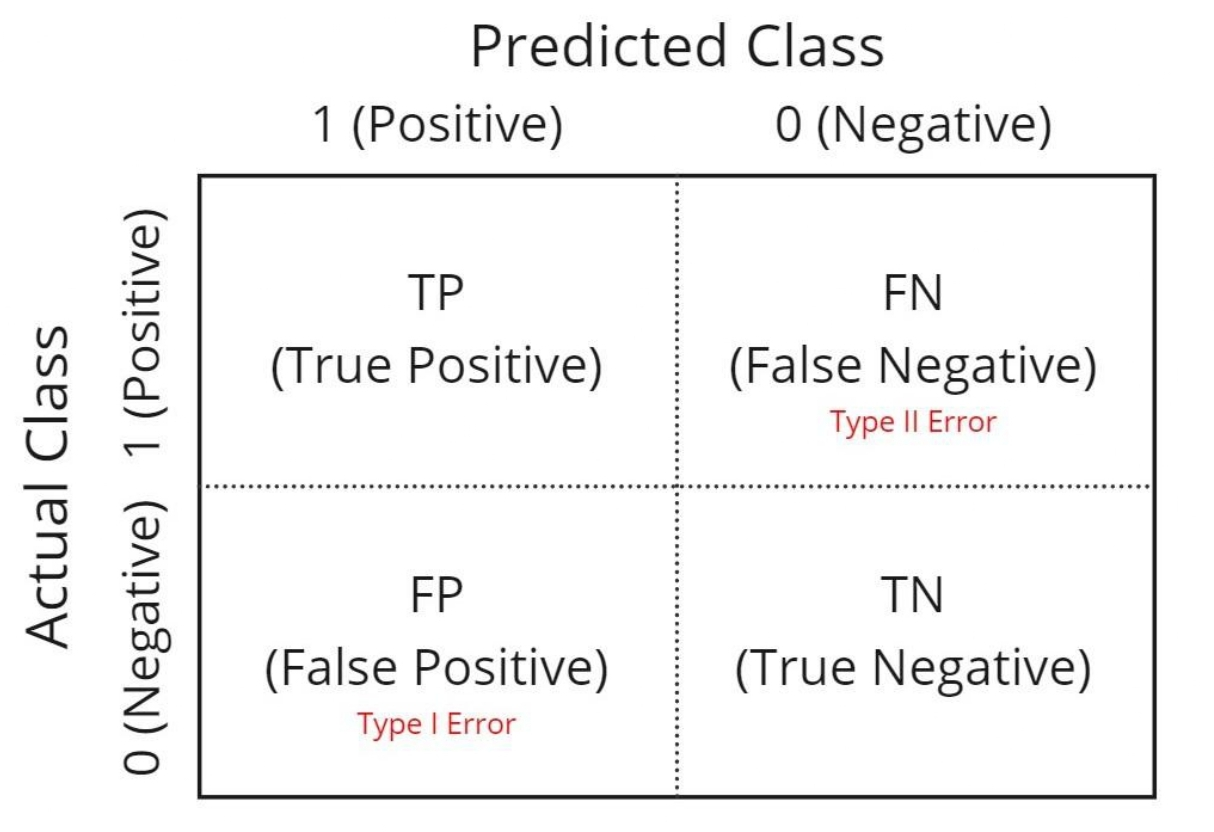 Predicted Class
1 (Positive)
0 (Negative)
Actual Class
1 (Positive)
0 (Negative)
TP
(True Positive)
FN
(False Negative)
Type II Error
FP
(False Positive)
Type I Error
TN
(True Negative)